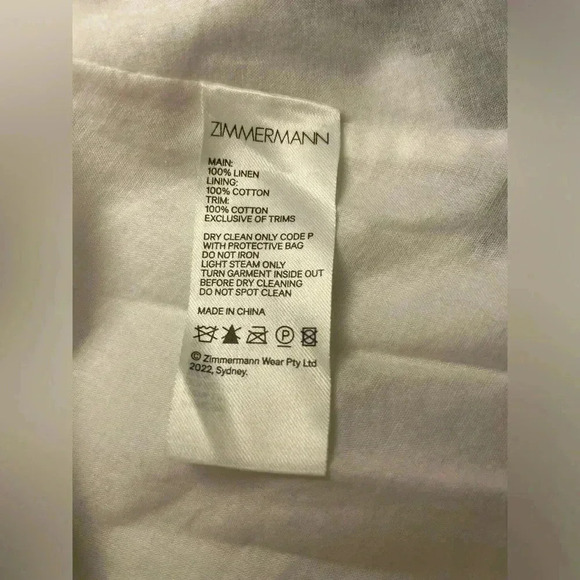 ZIMMERMANN
MAIN:
100% LINEN
LINING:
100% COTTON
TRIM:
100% COTTON
EXCLUSIVE OF TRIMS
DRY CLEAN ONLY CODE P
WITH PROTECTIVE BAG
DO NOT IRON
LIGHT STEAM ONLY
TURN GARMENT INSIDE OUT
BEFORE DRY CLEANING
DO NOT SPOT CLEAN
MADE IN CHINA
P
© Zimmermann Wear Pty Ltd
2022, Sydney.